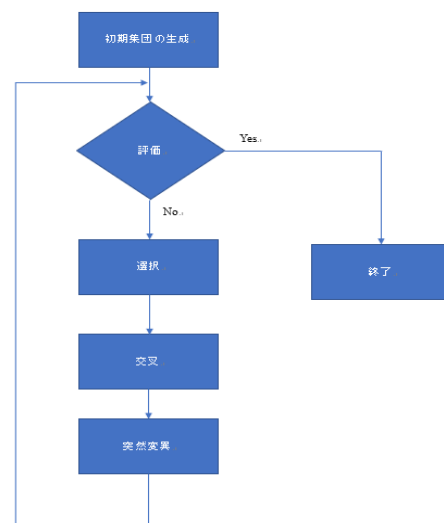 初期集団の生成
評価
Yes
No
選択
終了
交叉
突然変異